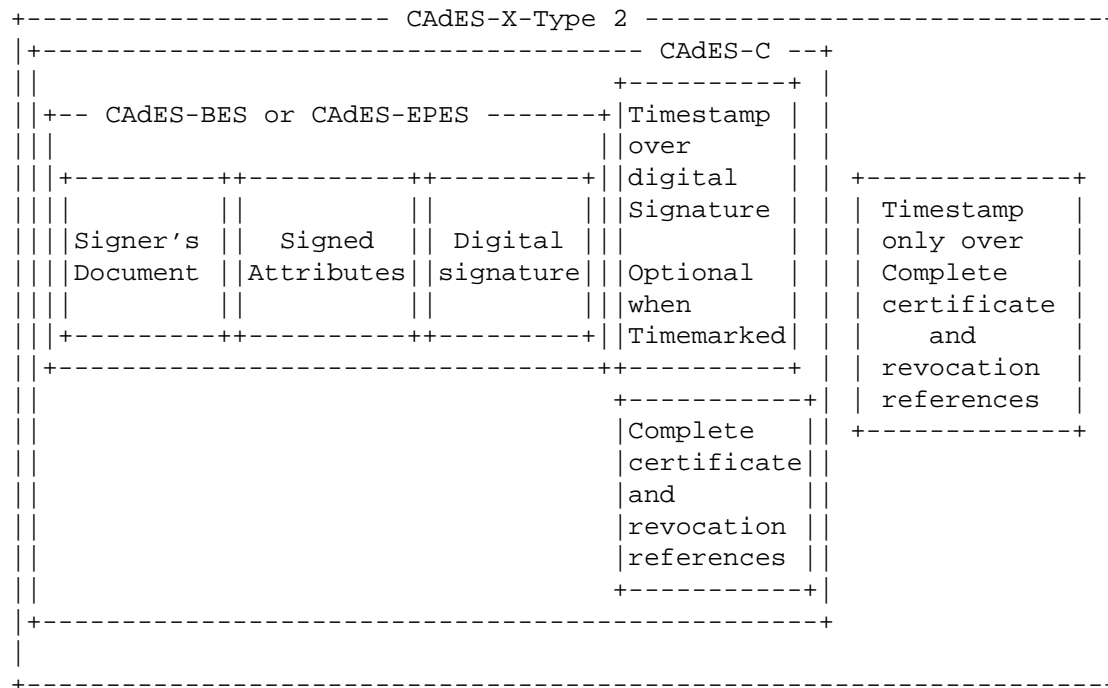 CAdES-X-Type 2
CAdES-C
CAdES-BES or CAdES-EPES
Signer's
Document
Signed
Attributes
Digital
signature
Timestamp
over
digital
Signature
Optional
when
Timemarked
Complete
certificate
and
revocation
references
Timestamp
only over
Complete
certificate
and
revocation
references